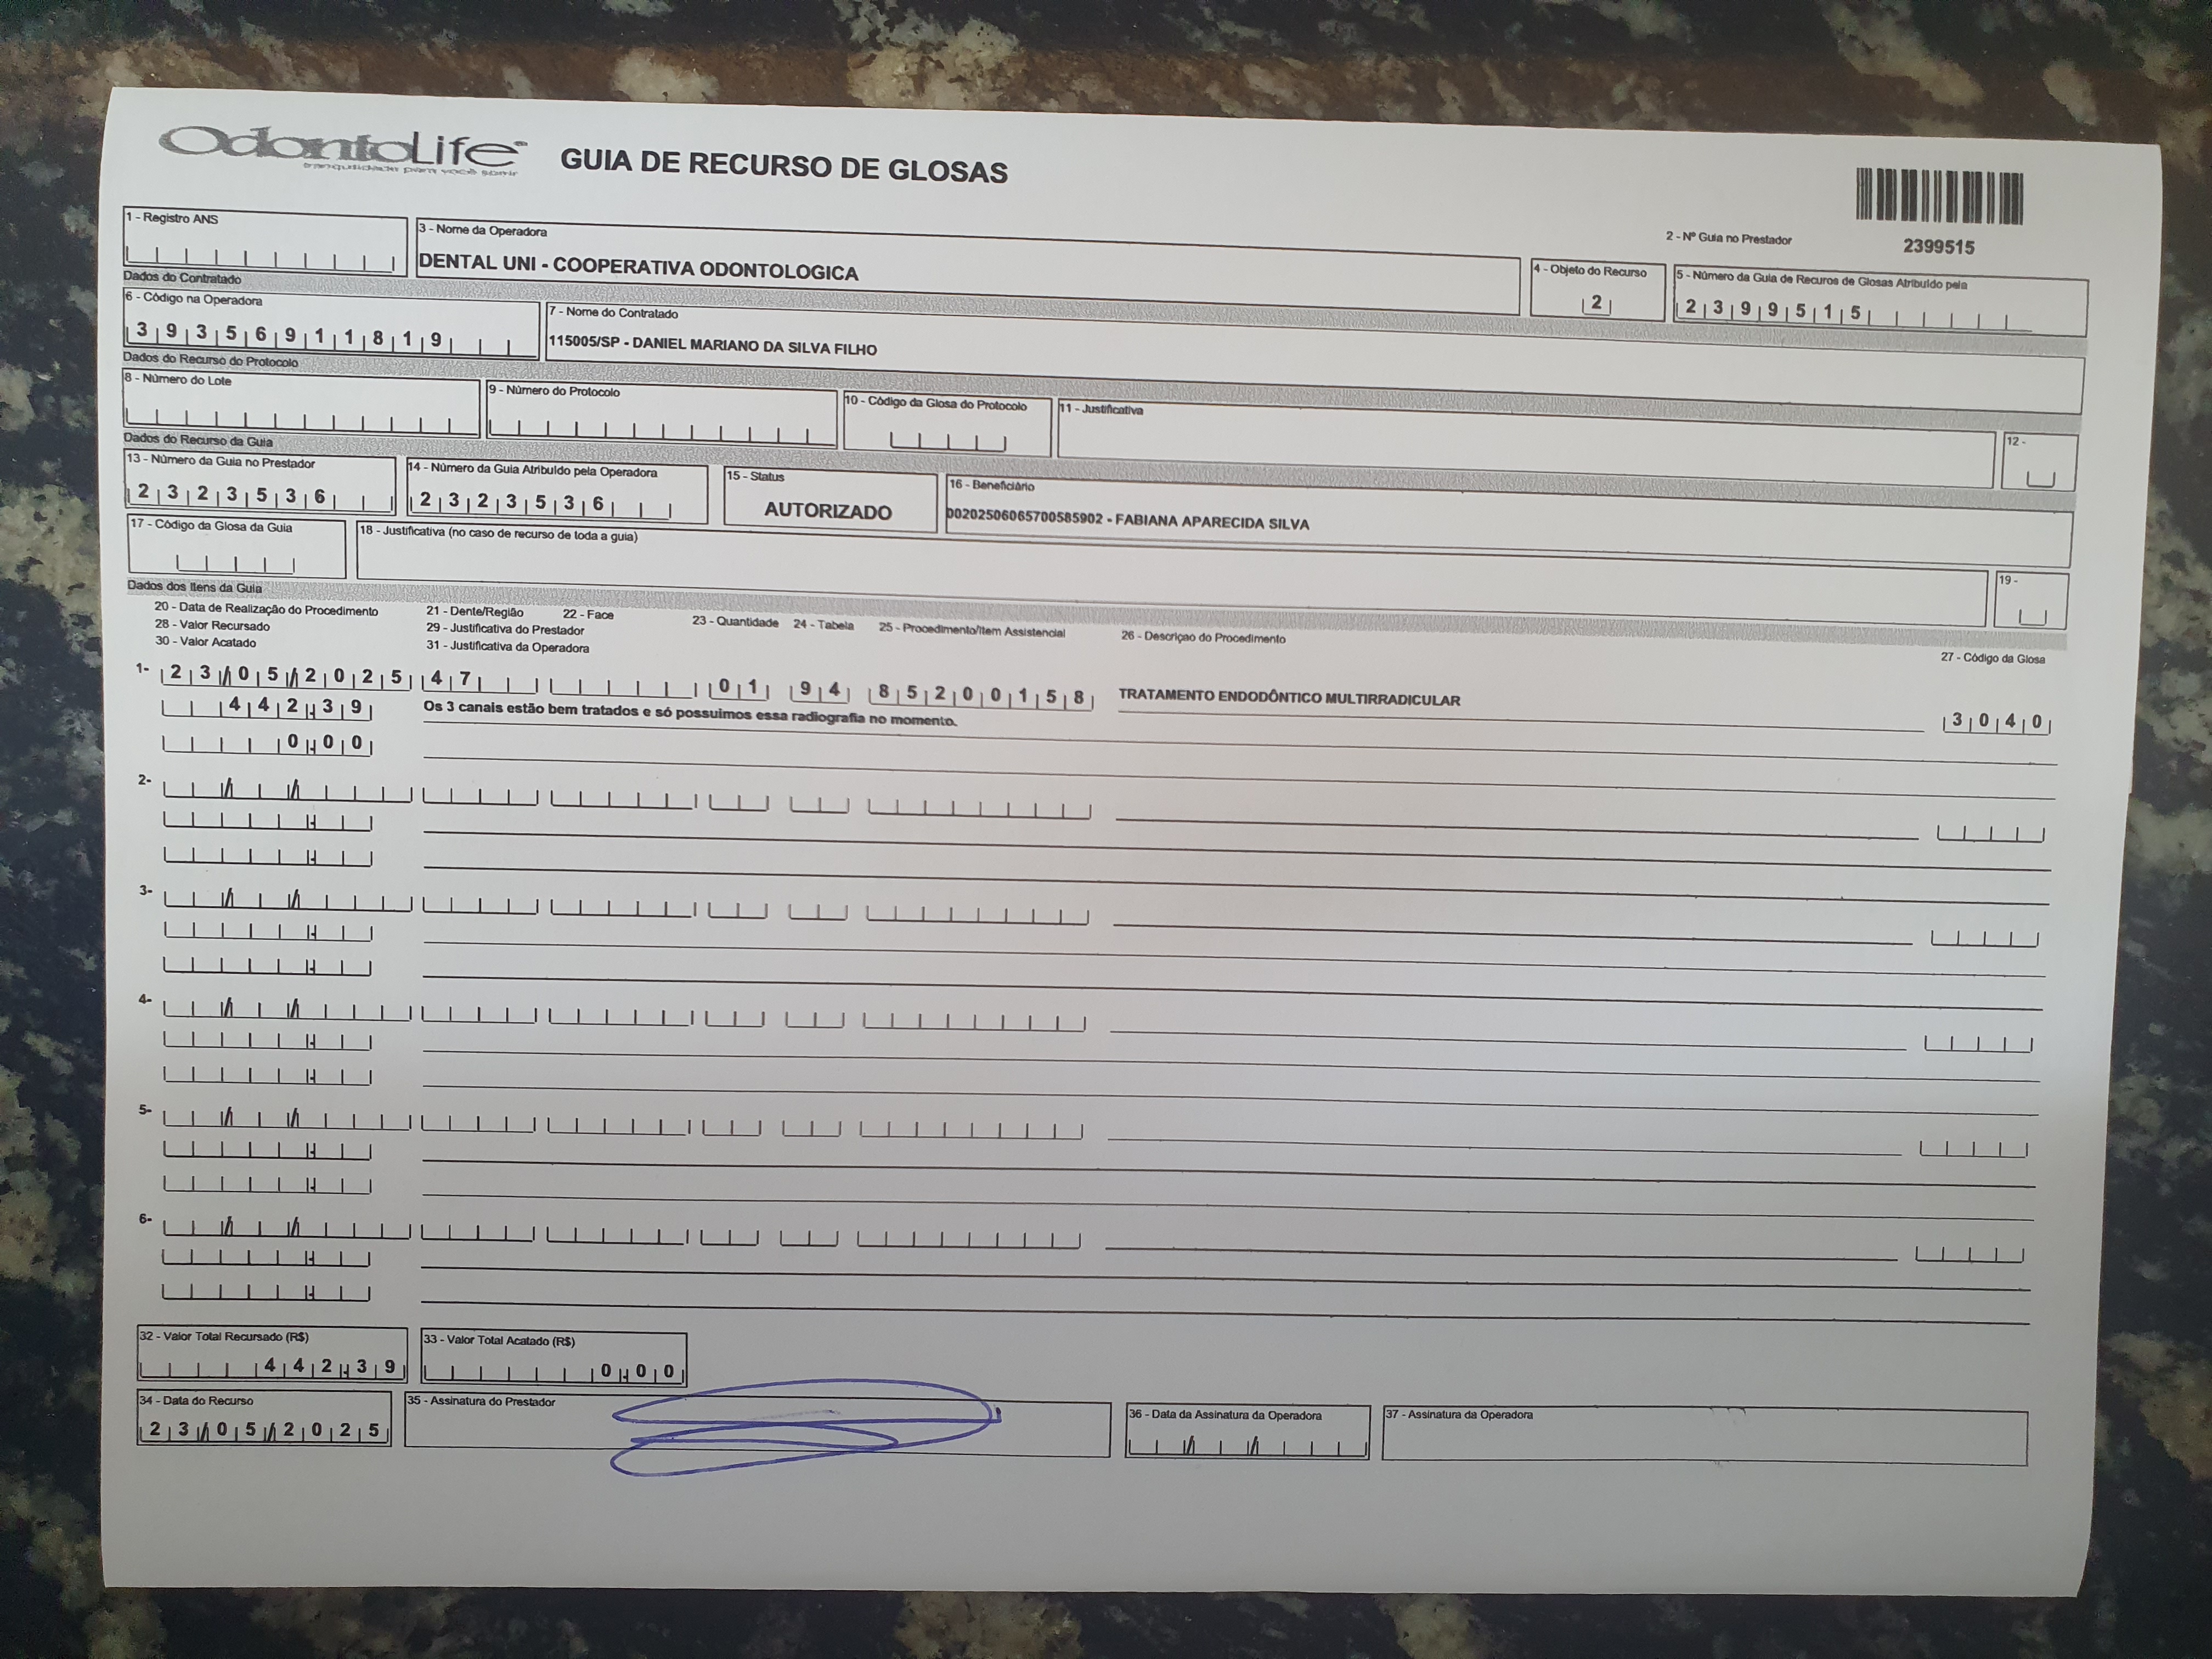 OdontoLife
tranquilidade para você sorrir
GUIA DE RECURSO DE GLOSAS
2 - Nº Guia no Prestador
2399515
1 - Registro ANS
3 - Nome da Operadora
DENTAL UNI - COOPERATIVA ODONTOLOGICA
4 - Objeto do Recurso
2
5 - Número da Guia de Recuros de Glosas Atribuído pela
2399515
Dados do Contratado
6 - Código na Operadora
39356911819
7 - Nome do Contratado
115005/SP - DANIEL MARIANO DA SILVA FILHO
Dados do Recurso do Protocolo
8 - Número do Lote
9 - Número do Protocolo
10 - Código da Glosa do Protocolo
11 - Justificativa
12 -
Dados do Recurso da Guia
13 - Número da Guia no Prestador
2323536
14 - Número da Guia Atribuído pela Operadora
2323536
15 - Status
AUTORIZADO
16 - Beneficiário
00202506065700585902 - FABIANA APARECIDA SILVA
17 - Código da Glosa da Guia
18 - Justificativa (no caso de recurso de toda a guia)
19 -
Dados dos Itens da Guia
20 - Data de Realização do Procedimento 21 - Dente/Região 22 - Face 23 - Quantidade 24 - Tabela 25 - Procedimento/Item Assistencial 26 - Descriçao do Procedimento 27 - Código da Glosa
28 - Valor Recursado 29 - Justificativa do Prestador
30 - Valor Acatado 31 - Justificativa da Operadora
1- 23/05/2025 47 01 94 85200158 TRATAMENTO ENDODÔNTICO MULTIRRADICULAR 3040
442,39 Os 3 canais estão bem tratados e só possuimos essa radiografia no momento.
0,00
2-
3-
4-
5-
6-
32 - Valor Total Recursado (R$)
442,39
33 - Valor Total Acatado (R$)
0,00
34 - Data do Recurso
23/05/2025
35 - Assinatura do Prestador
36 - Data da Assinatura da Operadora
37 - Assinatura da Operadora